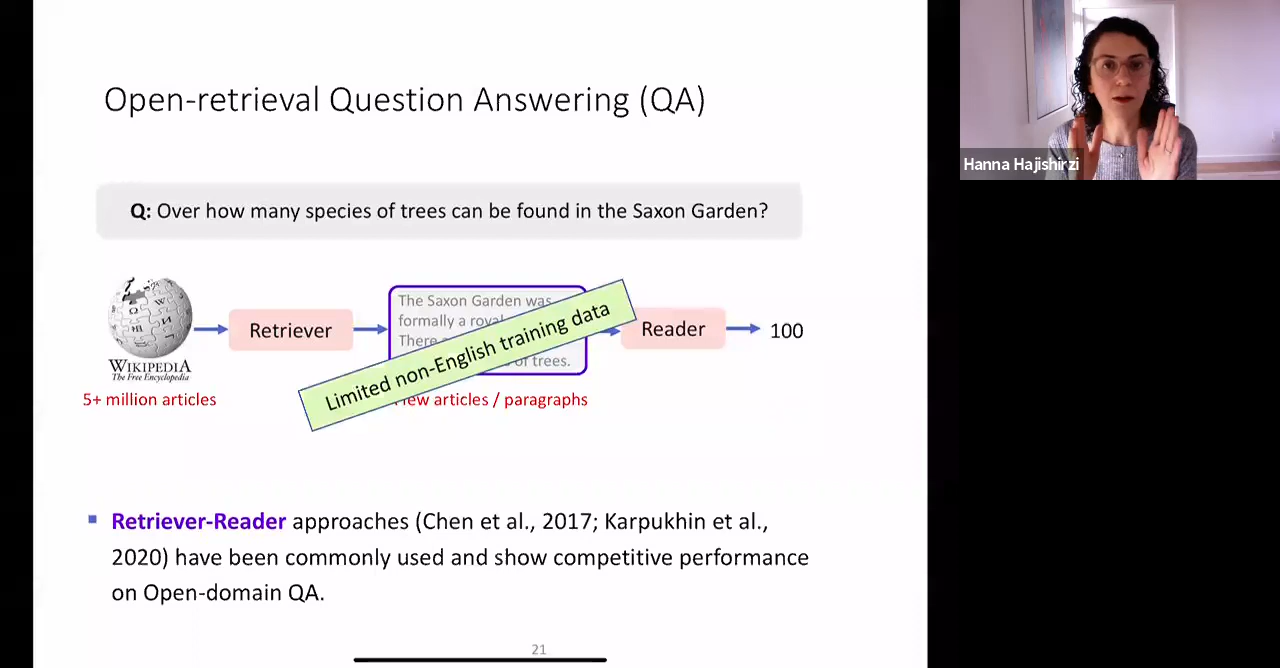 Open-retrieval Question Answering (QA)
Hanna Hajishirzi
Q: Over how many species of trees can be found in the Saxon Garden?
The Saxon Garden was
formally a
There
of trees.
Limited non-English training data
Retriever
Reader
100
WIKIPEDIA
The Free Encyclopedia
5+ million articles
few articles / paragraphs
Retriever-Reader approaches (Chen et al., 2017; Karpukhin et al.,
2020) have been commonly used and show competitive performance
on Open-domain QA.
21